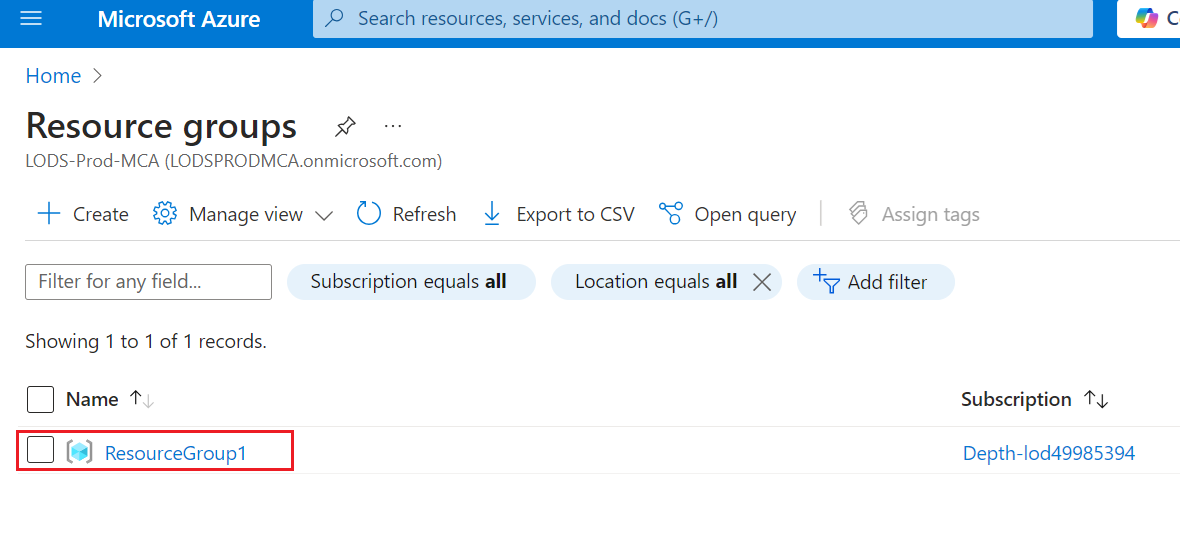 Microsoft Azure
Search resources, services, and docs (G+/)
Home
Resource groups
LODS-Prod-MCA (LODSPRODMCA.onmicrosoft.com)
Create Manage view Refresh Export to CSV Open query Assign tags
Filter for any field... Subscription equals all Location equals all Add filter
Showing 1 to 1 of 1 records.
Name Subscription
ResourceGroup1 Depth-lod49985394